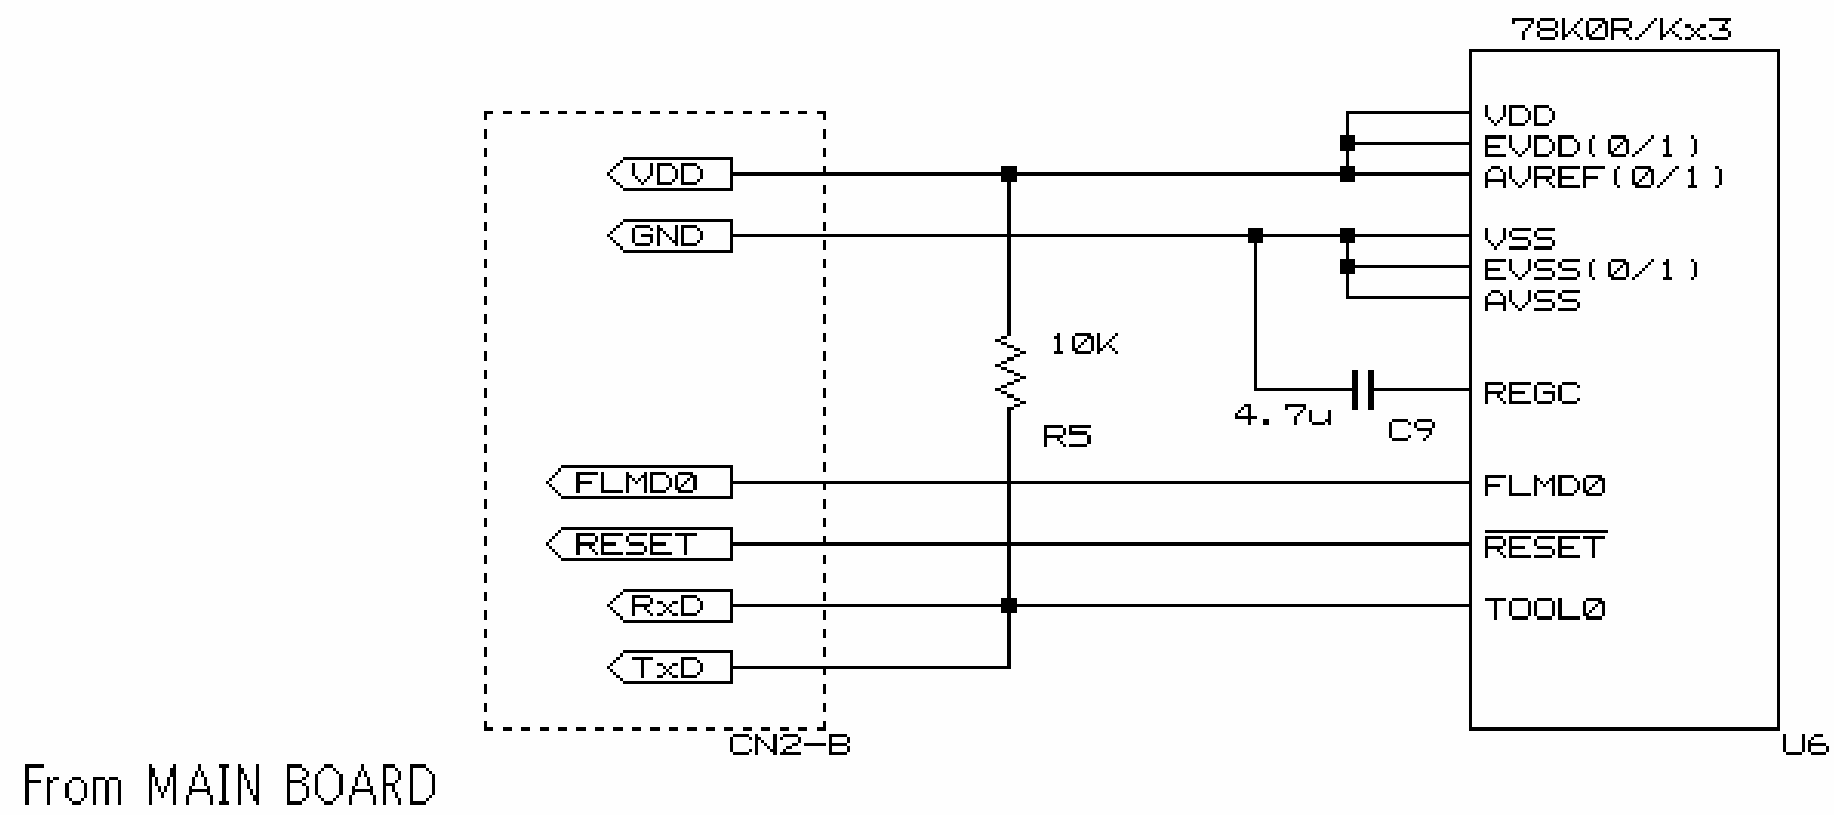 78K0R/Kx3
VDD
EVDD(0/1)
VDD
AVREF(0/1)
GND
VSS
EVSS(0/1)
AVSS
10K
REGC
4.7u
C9
R5
FLMD0
FLMD0
RESET
RESET
RxD
TOOL0
TxD
CN2-B
U6
From MAIN BOARD